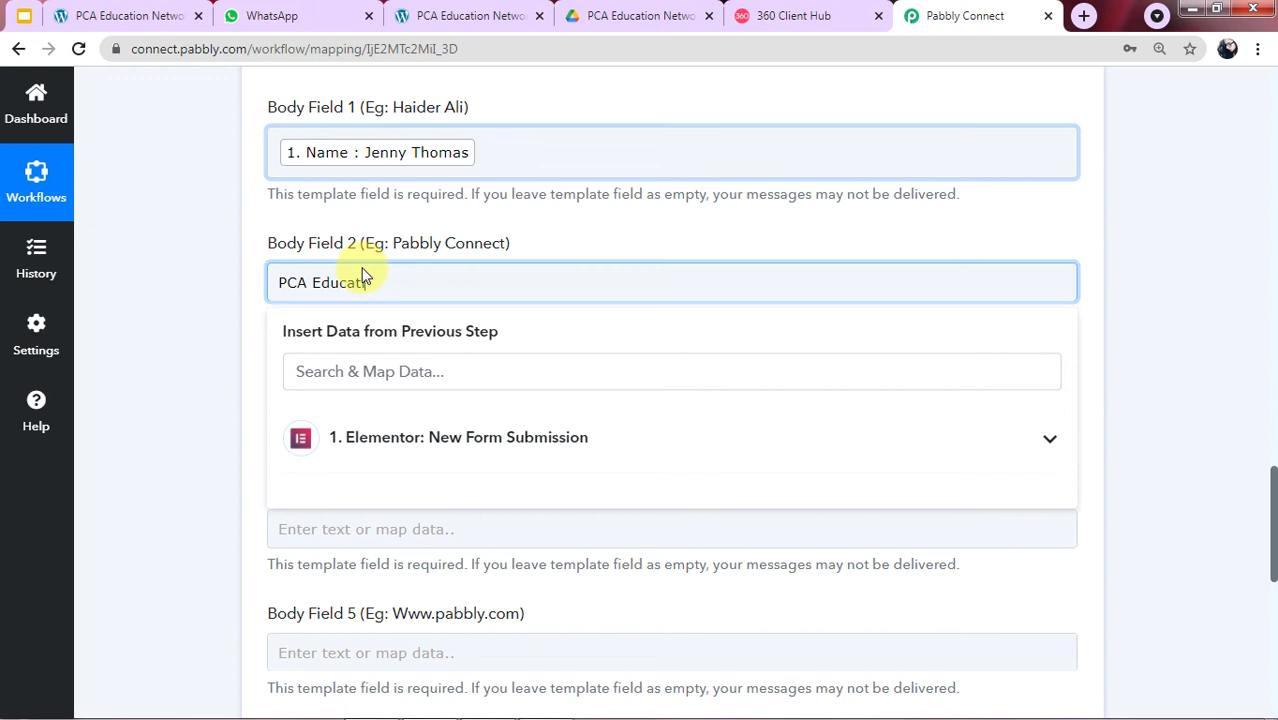 PCA Education Netwo
WhatsApp
PCA Education Netwo
PCA Education Netwo
360
360 Client Hub
Pabbly Connect
connect.pabbly.com/workflow/mapping/IjE2MTc2MiI_3D
Dashboard
Workflows
History
Settings
Help
Body Field 1 (Eg: Haider Ali)
1. Name : Jenny Thomas
This template field is required. If you leave template field as empty, your messages may not be delivered.
Body Field 2 (Eg: Pabbly Connect)
PCA Educati
Insert Data from Previous Step
Search & Map Data...
1. Elementor: New Form Submission
Enter text or map data..
This template field is required. If you leave template field as empty, your messages may not be delivered.
Body Field 5 (Eg: Www.pabbly.com)
Enter text or map data..
This template field is required. If you leave template field as empty, your messages may not be delivered.